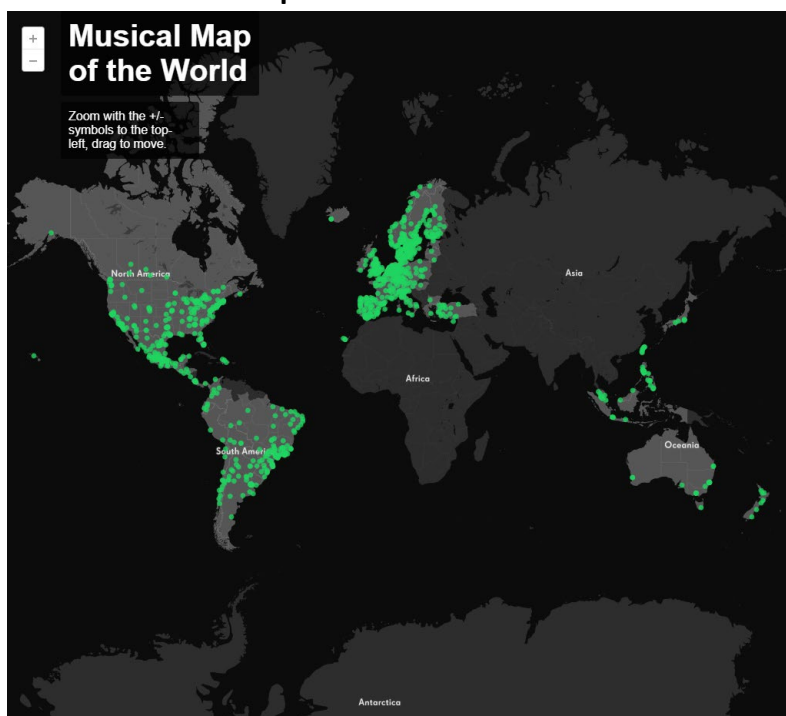 +
−
Musical Map
of the World
Zoom with the +/-
symbols to the top-
left, drag to move.
North America
Asia
Africa
South Ameri
Oceania
Antarctica